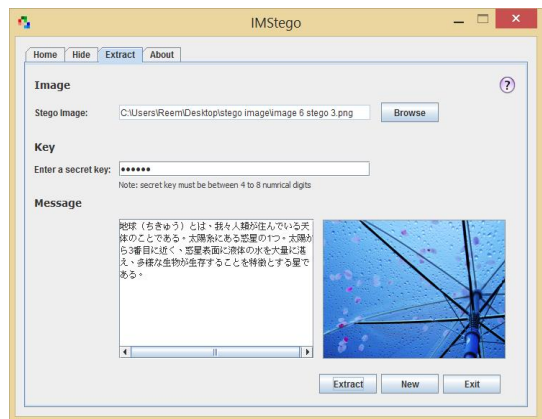 IMStego
Home Hide Extract About
Image
Stego Image: C:\Users\Reem\Desktop\stego image\image 6 stego 3.png Browse
Key
Enter a secret key: ••••••
Note: secret key must be between 4 to 8 numrical digits
Message
地球（ちきゅう）とは、我々人類が住んでいる天
体のことである。太陽系にある惑星の1つ。太陽か
ら3番目に近く、惑星表面に液体の水を大量に湛
え、多様な生物が生存することを特徴とする星で
ある。
Extract New Exit